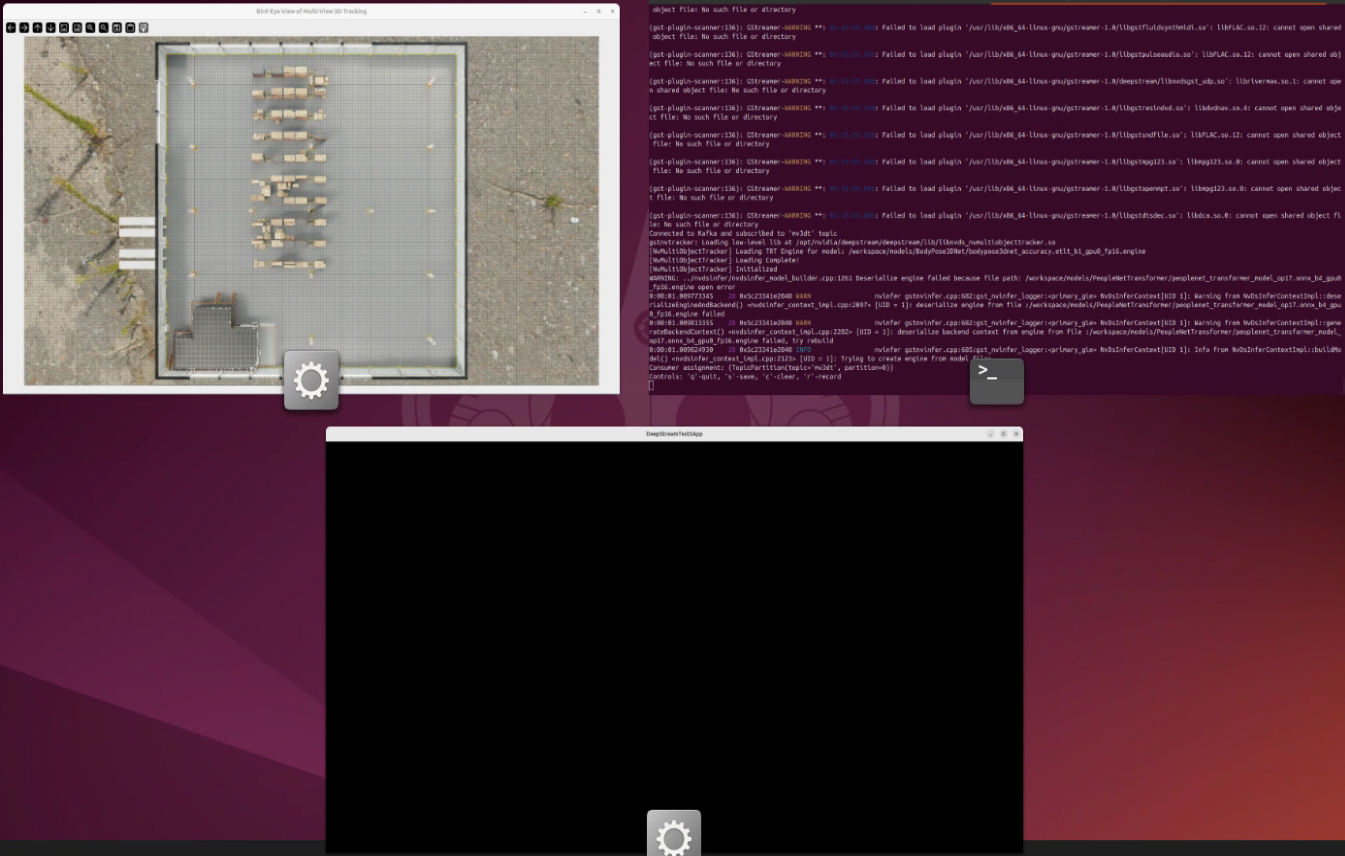 Bird-Eye View of Multi-View 3D Tracking
object file: No such file or directory
(gst-plugin-scanner:136): GStreamer-WARNING **: Failed to load plugin '/usr/lib/x86_64-linux-gnu/gstreamer-1.0/libgstfluidsynthmidi.so': libFLAC.so.12: cannot open shared
object file: No such file or directory
(gst-plugin-scanner:136): GStreamer-WARNING **: Failed to load plugin '/usr/lib/x86_64-linux-gnu/gstreamer-1.0/libgstpulseaudio.so': libFLAC.so.12: cannot open shared obj
ect file: No such file or directory
(gst-plugin-scanner:136): GStreamer-WARNING **: Failed to load plugin '/usr/lib/x86_64-linux-gnu/gstreamer-1.0/deepstream/libnvdsgst_udp.so': librivermax.so.1: cannot ope
n shared object file: No such file or directory
(gst-plugin-scanner:136): GStreamer-WARNING **: Failed to load plugin '/usr/lib/x86_64-linux-gnu/gstreamer-1.0/libgstresindvd.so': libdvdnav.so.4: cannot open shared obje
ct file: No such file or directory
(gst-plugin-scanner:136): GStreamer-WARNING **: Failed to load plugin '/usr/lib/x86_64-linux-gnu/gstreamer-1.0/libgstsndfile.so': libFLAC.so.12: cannot open shared object
file: No such file or directory
(gst-plugin-scanner:136): GStreamer-WARNING **: Failed to load plugin '/usr/lib/x86_64-linux-gnu/gstreamer-1.0/libgstmpg123.so': libmpg123.so.0: cannot open shared object
file: No such file or directory
(gst-plugin-scanner:136): GStreamer-WARNING **: Failed to load plugin '/usr/lib/x86_64-linux-gnu/gstreamer-1.0/libgstopenmpt.so': libmpg123.so.0: cannot open shared objec
t file: No such file or directory
(gst-plugin-scanner:136): GStreamer-WARNING **: Failed to load plugin '/usr/lib/x86_64-linux-gnu/gstreamer-1.0/libgstdtsdec.so': libdca.so.0: cannot open shared object fi
le: No such file or directory
Connected to Kafka and subscribed to 'mv3dt' topic
gstnvtracker: Loading low-level lib at /opt/nvidia/deepstream/deepstream/lib/libnvds_nvmultiobjecttracker.so
[NvMultiObjectTracker] Loading TRT Engine for model: /workspace/models/BodyPose3DNet/bodypose3dnet_accuracy.etlt_b1_gpu0_fp16.engine
[NvMultiObjectTracker] Loading Complete!
[NvMultiObjectTracker] Initialized
WARNING: ../nvdsinfer/nvdsinfer_model_builder.cpp:1261 Deserialize engine failed because file path: /workspace/models/PeopleNetTransformer/peoplenet_transformer_model_op17.onnx_b4_gpu0
_fp16.engine open error
0:00:01.009773345 20 0x5c23341e2040 WARN nvinfer gstnvinfer.cpp:682:gst_nvinfer_logger:<primary_gie> NvDsInferContext[UID 1]: Warning from NvDsInferContextImpl::dese
rializeEngineAndBackend() <nvdsinfer_context_impl.cpp:2097> [UID = 1]: deserialize engine from file :/workspace/models/PeopleNetTransformer/peoplenet_transformer_model_op17.onnx_b4_gpu
0_fp16.engine failed
0:00:01.009813355 20 0x5c23341e2040 WARN nvinfer gstnvinfer.cpp:682:gst_nvinfer_logger:<primary_gie> NvDsInferContext[UID 1]: Warning from NvDsInferContextImpl::gene
rateBackendContext() <nvdsinfer_context_impl.cpp:2202> [UID = 1]: deserialize backend context from engine from file :/workspace/models/PeopleNetTransformer/peoplenet_transformer_model_
op17.onnx_b4_gpu0_fp16.engine failed, try rebuild
0:00:01.009824930 20 0x5c23341e2040 INFO nvinfer gstnvinfer.cpp:685:gst_nvinfer_logger:<primary_gie> NvDsInferContext[UID 1]: Info from NvDsInferContextImpl::buildMo
del() <nvdsinfer_context_impl.cpp:2123> [UID = 1]: Trying to create engine from model files
Consumer assignment: {TopicPartition{topic='mv3dt', partition=0}}
Controls: 'q'-quit, 's'-save, 'c'-clear, 'r'-record
>_
DeepStreamTest5App